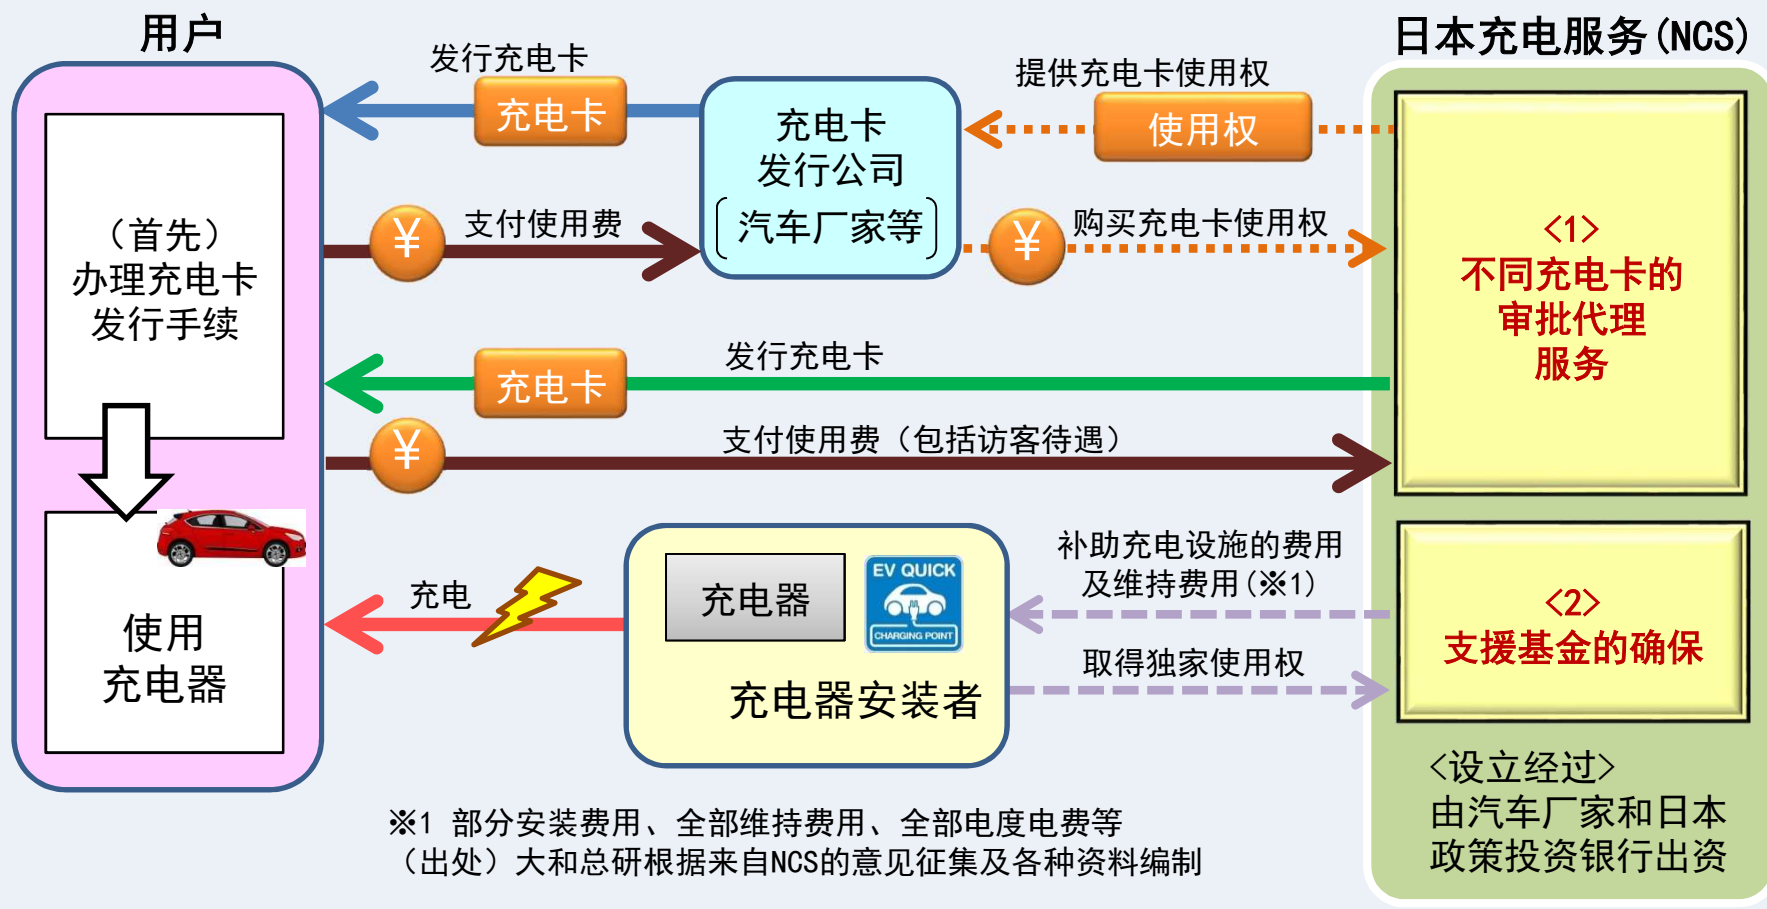 用户
日本充电服务(NCS)
发行充电卡
充电卡
充电卡
发行公司
汽车厂家等
提供充电卡使用权
使用权
(首先)
办理充电卡
发行手续
¥
支付使用费
¥
购买充电卡使用权
<1>
不同充电卡的
审批代理
服务
发行充电卡
充电卡
¥
支付使用费（包括访客待遇）
使用
充电器
充电
充电器
EV QUICK
CHARGING POINT
充电器安装者
补助充电设施的费用
及维持费用(※1)
取得独家使用权
<2>
支援基金的确保
<设立经过>
由汽车厂家和日本
政策投资银行出资
※1 部分安装费用、全部维持费用、全部电度电费等
（出处）大和总研根据来自NCS的意见征集及各种资料编制